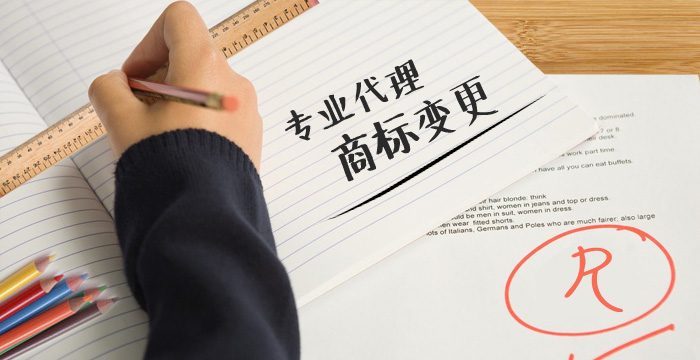 专业代理
商标变更
dominated
7 or 8
their desk.
work part time.
have all you can eat buffets.
hair blonde; think
and shirt, women in jeans and top or dress.
be men in suit, women in dress.
wear fitted shorts.
of Italians, Germans and Poles who are much fairer, also large
R